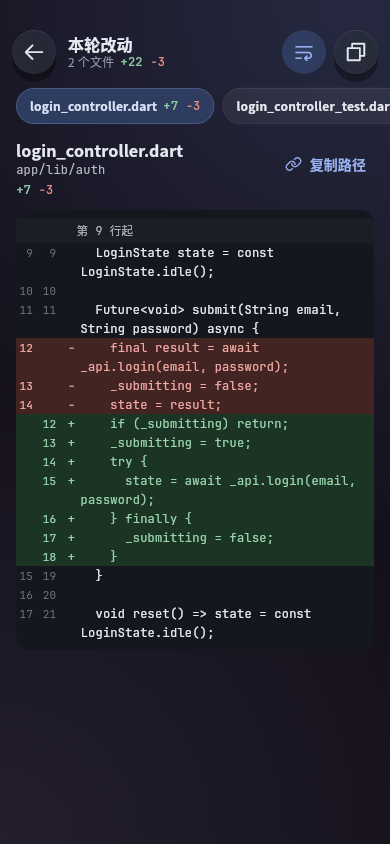 本轮改动
2 个文件 +22 -3
login_controller.dart +7 -3
login_controller_test.dar
login_controller.dart
app/lib/auth
+7 -3
复制路径
第 9 行起
9 9 LoginState state = const
LoginState.idle();
10 10
11 11 Future<void> submit(String email,
String password) async {
12 - final result = await
_api.login(email, password);
13 - _submitting = false;
14 - state = result;
12 + if (_submitting) return;
13 + _submitting = true;
14 + try {
15 + state = await _api.login(email,
password);
16 + } finally {
17 + _submitting = false;
18 + }
15 19 }
16 20
17 21 void reset() => state = const
LoginState.idle();